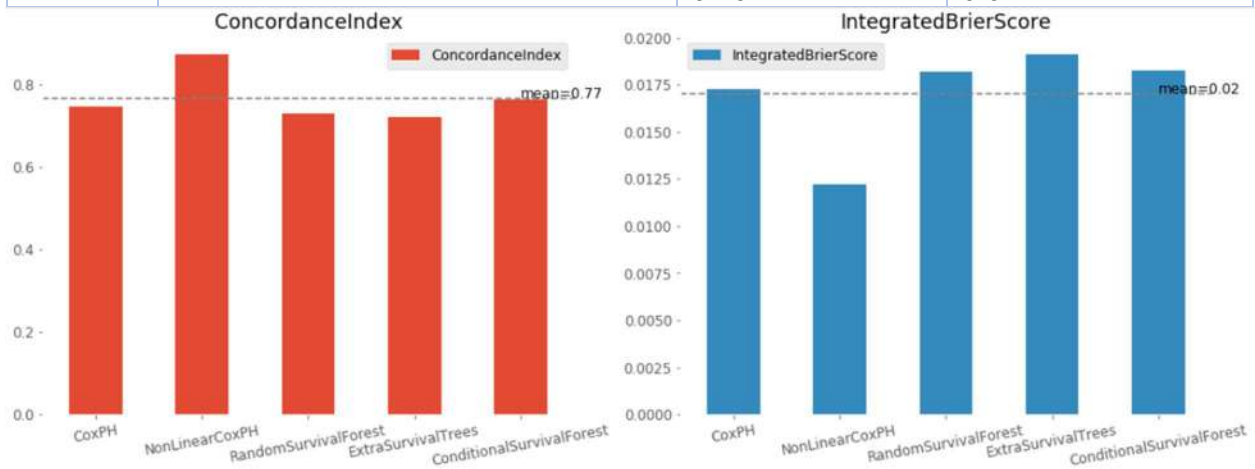 ConcordanceIndex
ConcordanceIndex
mean=0.77
0.8
0.6
0.4
0.2
0.0
CoxPH
NonLinearCoxPH
RandomSurvivalForest
ExtraSurvivalTrees
ConditionalSurvivalForest
IntegratedBrierScore
IntegratedBrierScore
mean=0.02
0.0200
0.0175
0.0150
0.0125
0.0100
0.0075
0.0050
0.0025
0.0000
CoxPH
NonLinearCoxPH
RandomSurvivalForest
ExtraSurvivalTrees
ConditionalSurvivalForest